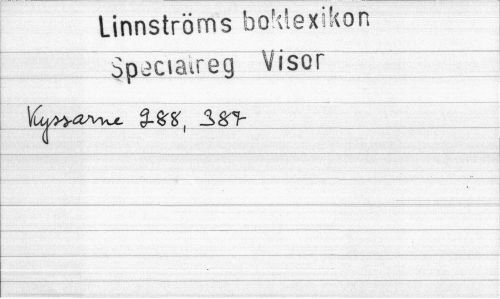 Linnströms boklexikon
Specialreg Visor
Kyssarne 288, 387